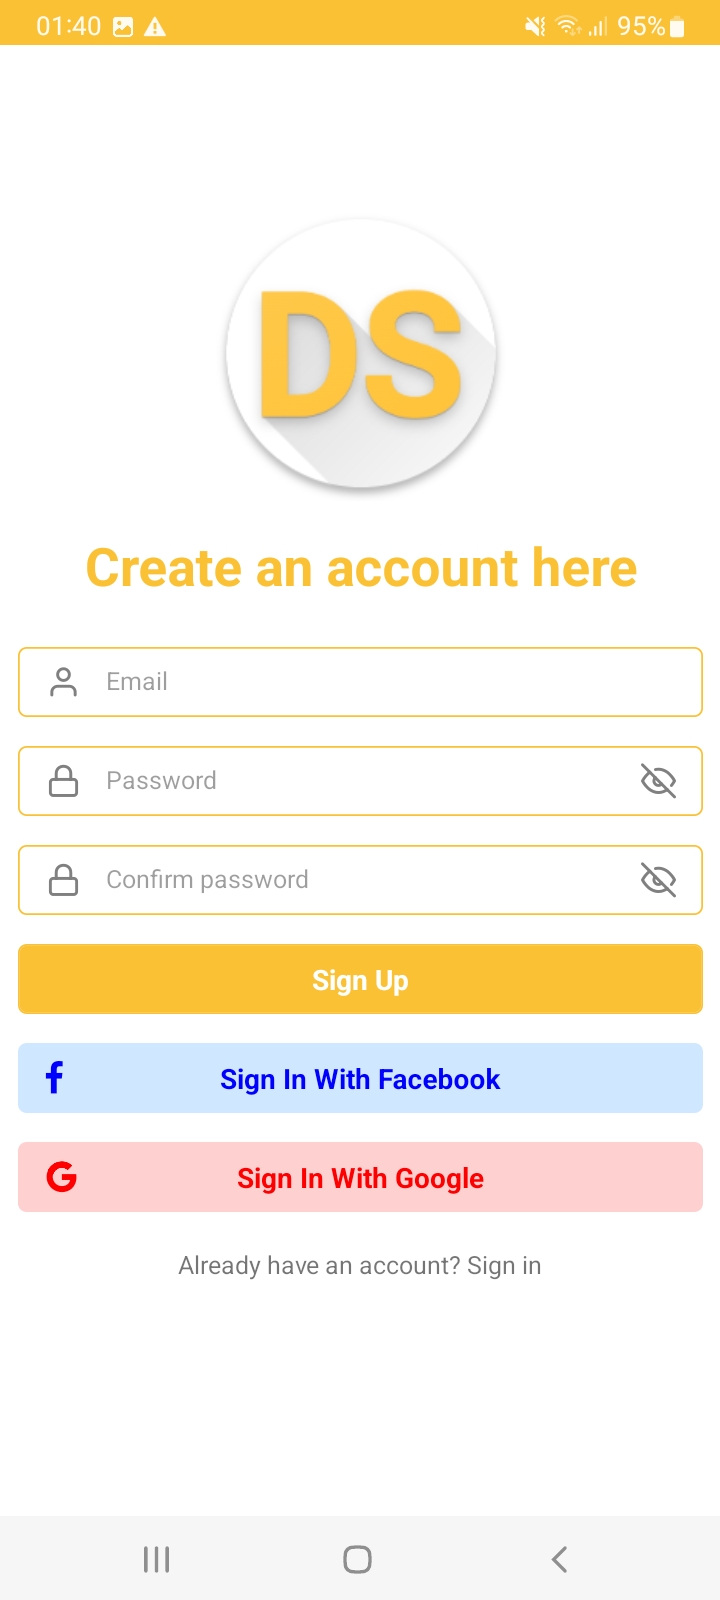 01:40 95%
DS
Create an account here
Email
Password
Confirm password
Sign Up
Sign In With Facebook
Sign In With Google
Already have an account? Sign in